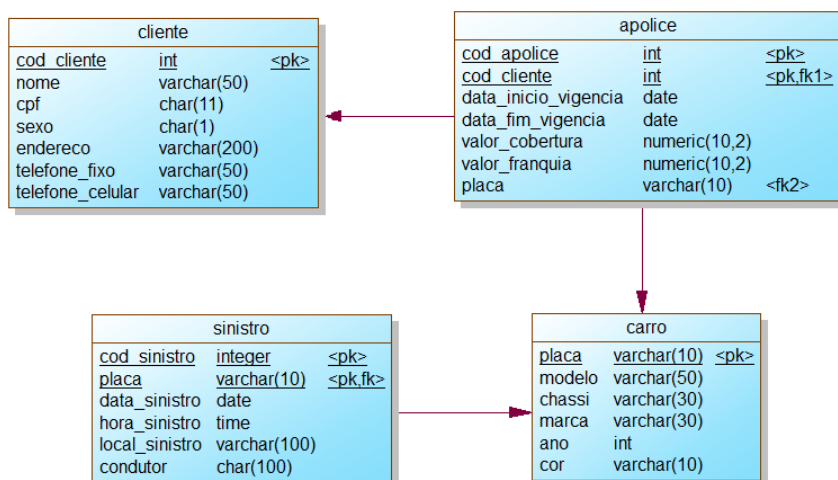 cliente
cod_cliente int <pk>
nome varchar(50)
cpf char(11)
sexo char(1)
endereco varchar(200)
telefone_fixo varchar(50)
telefone_celular varchar(50)
apolice
cod_apolice int <pk>
cod_cliente int <pk,fk1>
data_inicio_vigencia date
data_fim_vigencia date
valor_cobertura numeric(10,2)
valor_franquia numeric(10,2)
placa varchar(10) <fk2>
sinistro
cod_sinistro integer <pk>
placa varchar(10) <pk,fk>
data_sinistro date
hora_sinistro time
local_sinistro varchar(100)
condutor char(100)
carro
placa varchar(10) <pk>
modelo varchar(50)
chassi varchar(30)
marca varchar(30)
ano int
cor varchar(10)